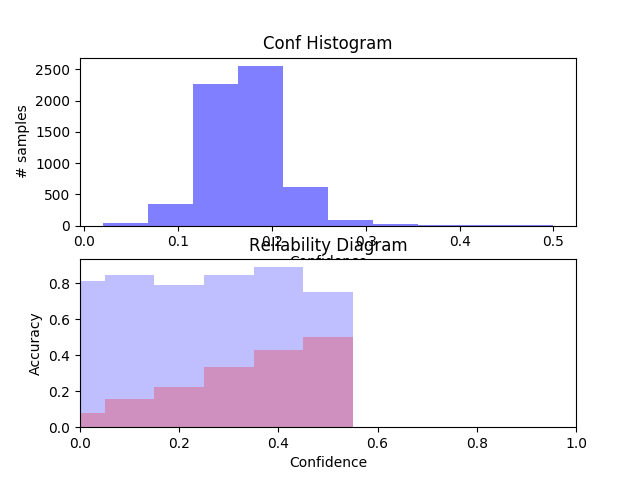 Conf Histogram
# samples
2500
2000
1500
1000
500
0
0.0 0.1 0.2 0.3 0.4 0.5
Confidence
Reliability Diagram
Accuracy
0.8
0.6
0.4
0.2
0.0
0.0 0.2 0.4 0.6 0.8 1.0
Confidence